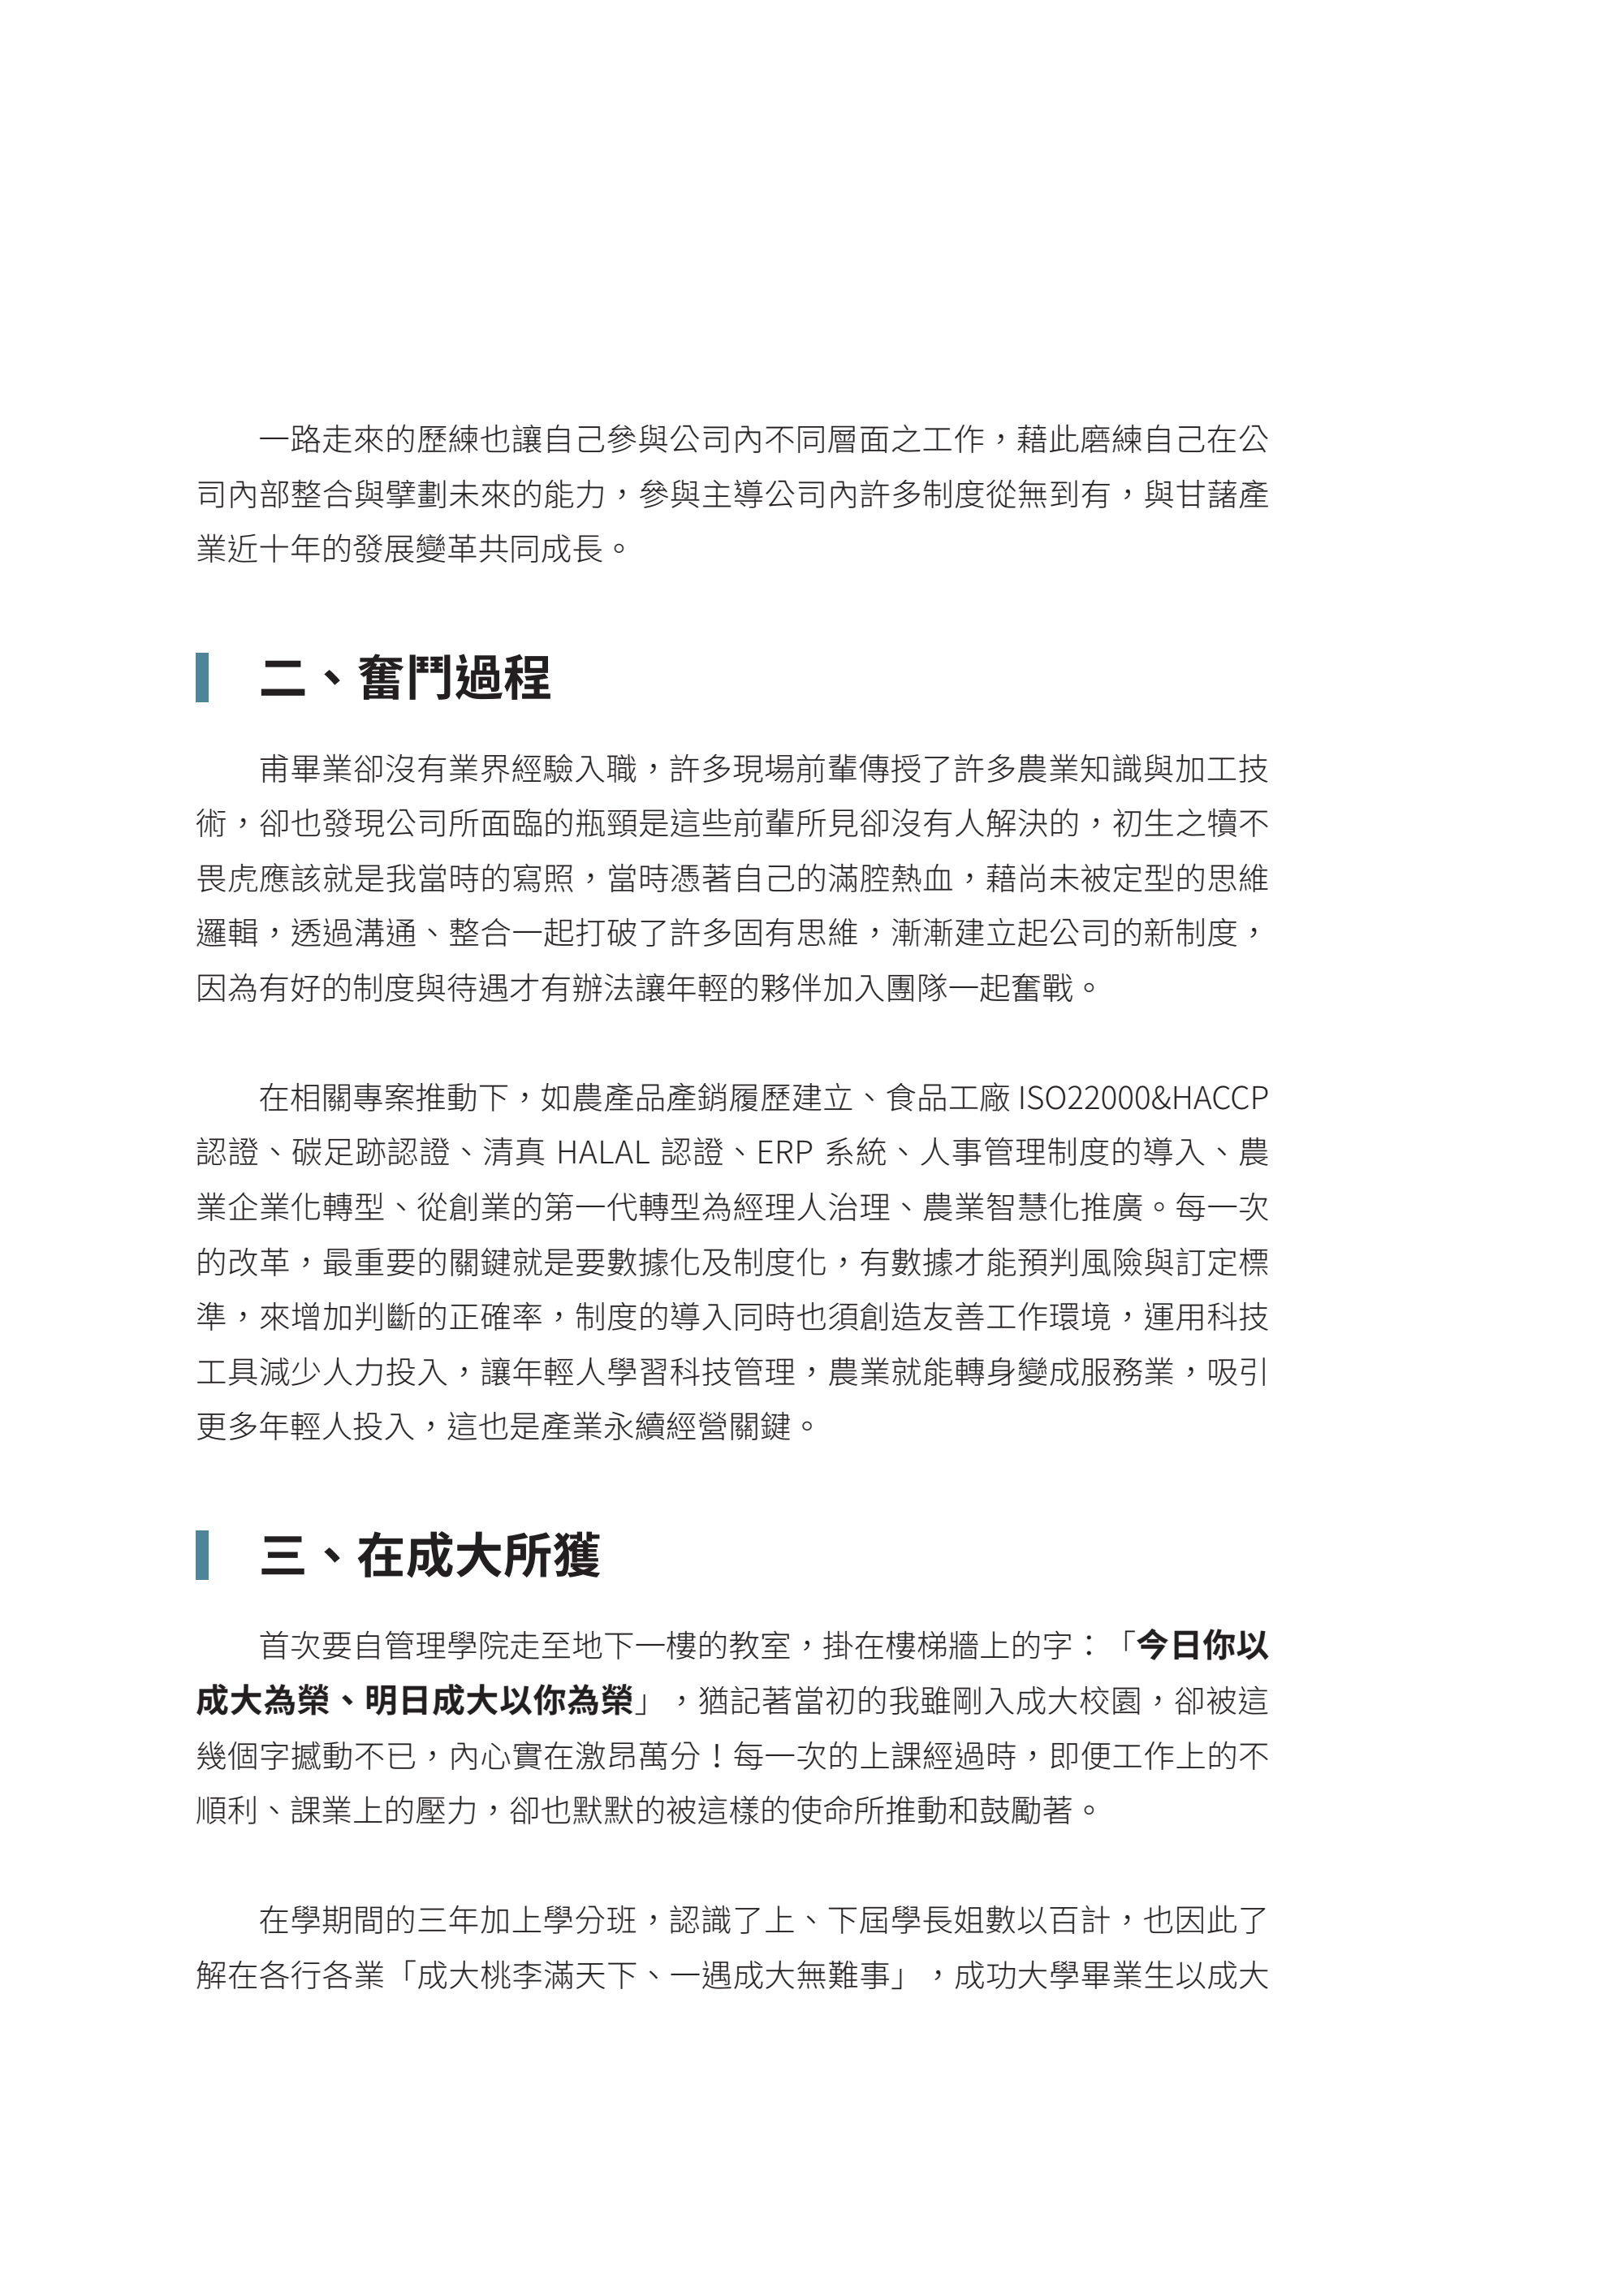 一路走來的歷練也讓自己參與公司內不同層面之工作，藉此磨練自己在公
司內部整合與擘劃未來的能力，參與主導公司內許多制度從無到有，與甘藷產
業近十年的發展變革共同成長。
二、奮鬥過程
甫畢業卻沒有業界經驗入職，許多現場前輩傳授了許多農業知識與加工技
術，卻也發現公司所面臨的瓶頸是這些前輩所見卻沒有人解決的，初生之犢不
畏虎應該就是我當時的寫照，當時憑著自己的滿腔熱血，藉尚未被定型的思維
邏輯，透過溝通、整合一起打破了許多固有思維，漸漸建立起公司的新制度，
因為有好的制度與待遇才有辦法讓年輕的夥伴加入團隊一起奮戰。
在相關專案推動下，如農產品產銷履歷建立、食品工廠 ISO22000&HACCP
認證、碳足跡認證、清真 HALAL 認證、ERP 系統、人事管理制度的導入、農
業企業化轉型、從創業的第一代轉型為經理人治理、農業智慧化推廣。每一次
的改革，最重要的關鍵就是要數據化及制度化，有數據才能預判風險與訂定標
準，來增加判斷的正確率，制度的導入同時也須創造友善工作環境，運用科技
工具減少人力投入，讓年輕人學習科技管理，農業就能轉身變成服務業，吸引
更多年輕人投入，這也是產業永續經營關鍵。
三、在成大所獲
首次要自管理學院走至地下一樓的教室，掛在樓梯牆上的字：「今日你以
成大為榮、明日成大以你為榮」，猶記著當初的我雖剛入成大校園，卻被這
幾個字撼動不已，內心實在激昂萬分！每一次的上課經過時，即便工作上的不
順利、課業上的壓力，卻也默默的被這樣的使命所推動和鼓勵著。
在學期間的三年加上學分班，認識了上、下屆學長姐數以百計，也因此了
解在各行各業「成大桃李滿天下、一遇成大無難事」，成功大學畢業生以成大